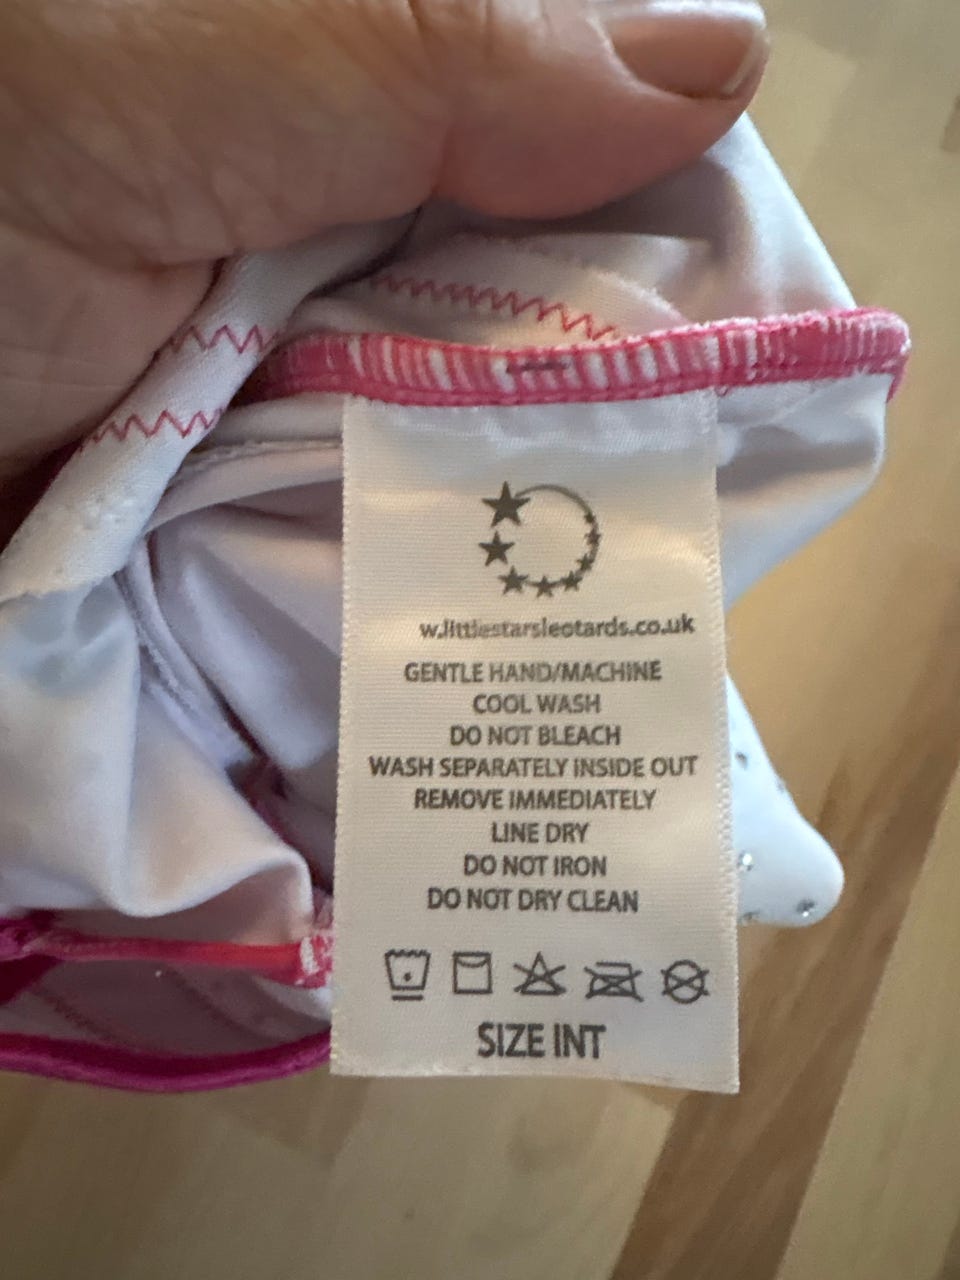 w.littlestarsleotards.co.uk
GENTLE HAND/MACHINE
COOL WASH
DO NOT BLEACH
WASH SEPARATELY INSIDE OUT
REMOVE IMMEDIATELY
LINE DRY
DO NOT IRON
DO NOT DRY CLEAN
SIZE INT